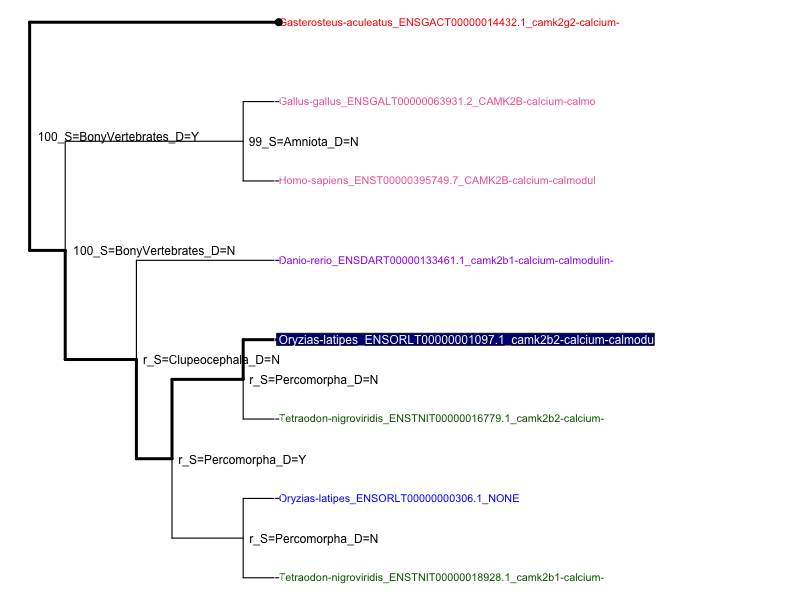 Gasterosteus-aculeatus_ENSGACT00000014432.1_camk2g2-calcium-
Gallus-gallus_ENSGALT00000063931.2_CAMK2B-calcium-calmo
100_S=BonyVertebrates_D=Y
99_S=Amniota_D=N
Homo-sapiens_ENST00000395749.7_CAMK2B-calcium-calmodul
100_S=BonyVertebrates_D=N
Danio-rerio_ENSDART00000133461.1_camk2b1-calcium-calmodulin-
Oryzias-latipes_ENSORLT00000001097.1_camk2b2-calcium-calmodu
r_S=Clupeocephala_D=N
r_S=Percomorpha_D=N
Tetraodon-nigroviridis_ENSTNIT00000016779.1_camk2b2-calcium-
r_S=Percomorpha_D=Y
Oryzias-latipes_ENSORLT00000000306.1_NONE
r_S=Percomorpha_D=N
Tetraodon-nigroviridis_ENSTNIT00000018928.1_camk2b1-calcium-